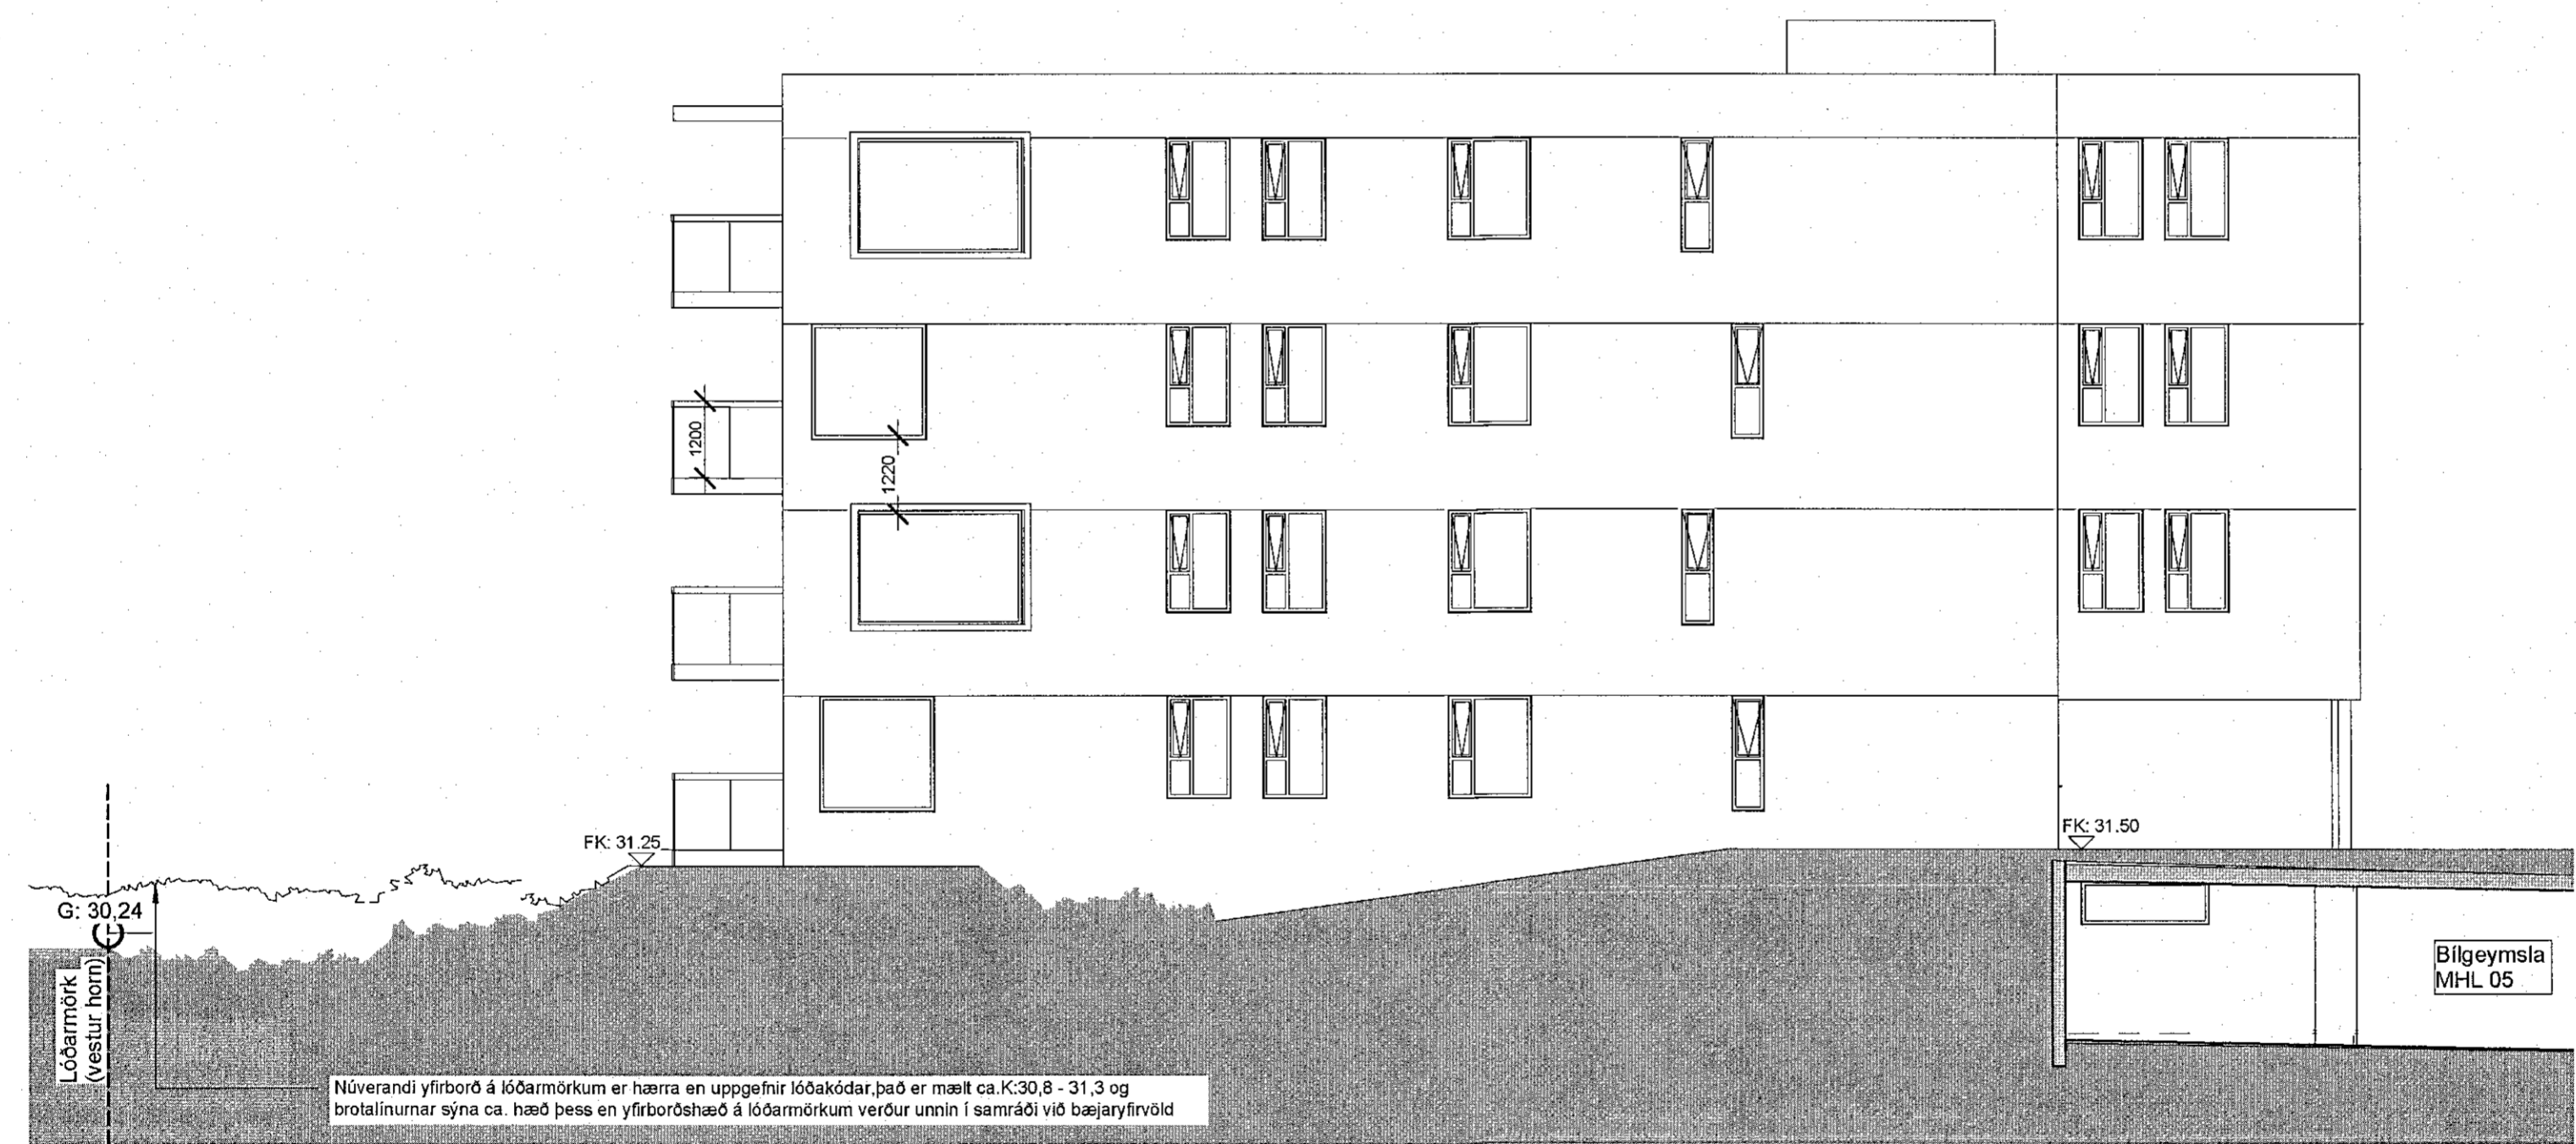 1200
1220
FK: 31.25
FK: 31.50
G: 30,24
Lóðarmörk
(vestur horn)
Bílgeymsla
MHL 05
Núverandi yfirborð á lóðarmörkum er hærra en uppgefnir lóðakódar,það er mælt ca.K:30,8 - 31,3 og
brotalínurnar sýna ca. hæð þess en yfirborðshæð á lóðarmörkum verður unnin í samráði við bæjaryfirvöld